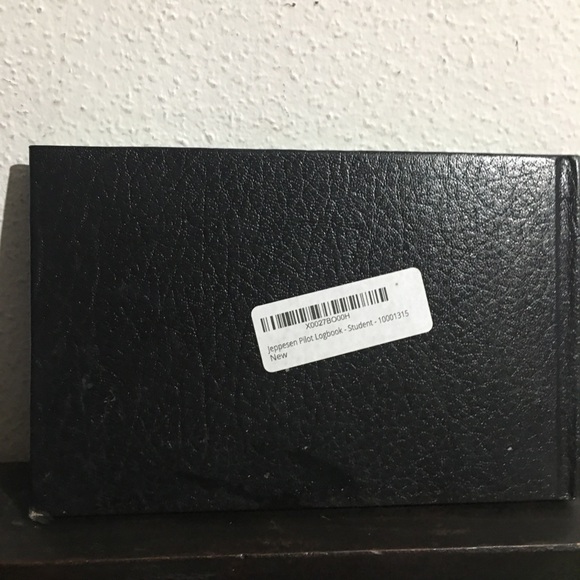 X0027BO00H
Jeppesen Pilot Logbook - Student - 10001315
New